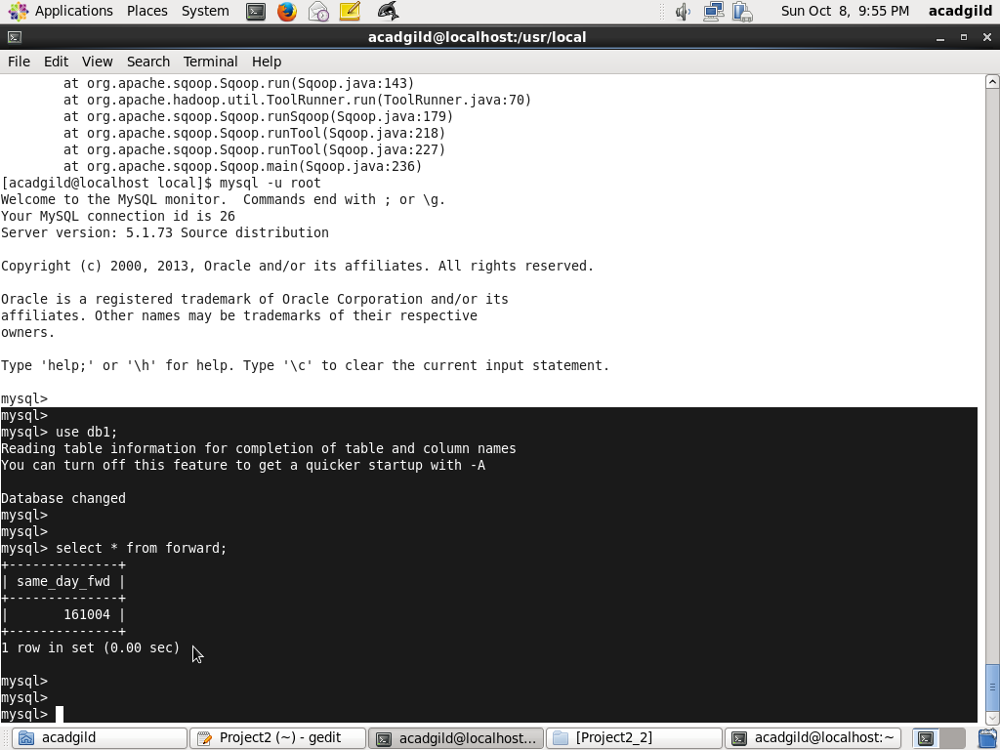 Applications Places System Sun Oct 8, 9:55 PM acadgild
acadgild@localhost:/usr/local
File Edit View Search Terminal Help
        at org.apache.sqoop.Sqoop.run(Sqoop.java:143)
        at org.apache.hadoop.util.ToolRunner.run(ToolRunner.java:70)
        at org.apache.sqoop.Sqoop.runSqoop(Sqoop.java:179)
        at org.apache.sqoop.Sqoop.runTool(Sqoop.java:218)
        at org.apache.sqoop.Sqoop.runTool(Sqoop.java:227)
        at org.apache.sqoop.Sqoop.main(Sqoop.java:236)
[acadgild@localhost local]$ mysql -u root
Welcome to the MySQL monitor.  Commands end with ; or \g.
Your MySQL connection id is 26
Server version: 5.1.73 Source distribution

Copyright (c) 2000, 2013, Oracle and/or its affiliates. All rights reserved.

Oracle is a registered trademark of Oracle Corporation and/or its
affiliates. Other names may be trademarks of their respective
owners.

Type 'help;' or '\h' for help. Type '\c' to clear the current input statement.

mysql>
mysql>
mysql> use db1;
Reading table information for completion of table and column names
You can turn off this feature to get a quicker startup with -A

Database changed
mysql>
mysql>
mysql> select * from forward;
+--------------+
| same_day_fwd |
+--------------+
|       161004 |
+--------------+
1 row in set (0.00 sec)

mysql>
mysql>
mysql>
acadgild Project2 (~) - gedit acadgild@localhost... [Project2_2] acadgild@localhost:~